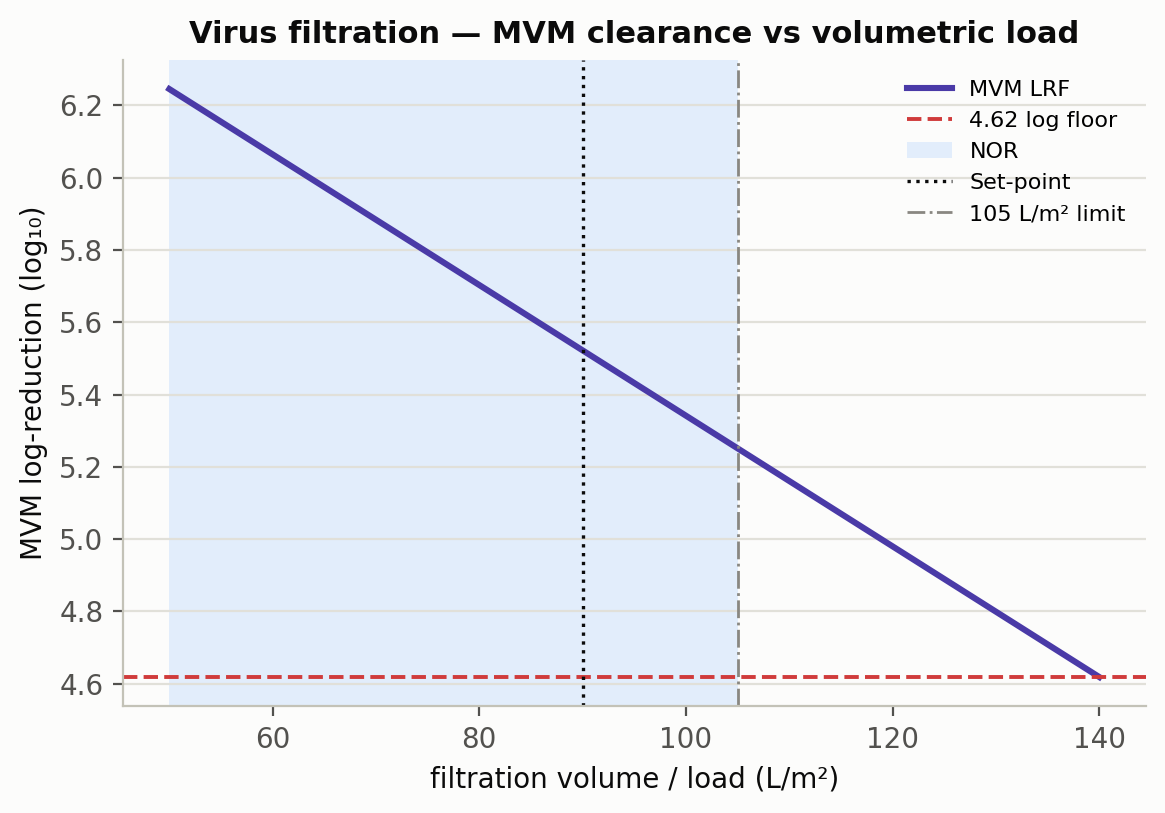 Virus filtration — MVM clearance vs volumetric load
MVM LRF
4.62 log floor
NOR
Set-point
105 L/m² limit
MVM log-reduction (log₁₀)
6.2
6.0
5.8
5.6
5.4
5.2
5.0
4.8
4.6
60 80 100 120 140
filtration volume / load (L/m²)